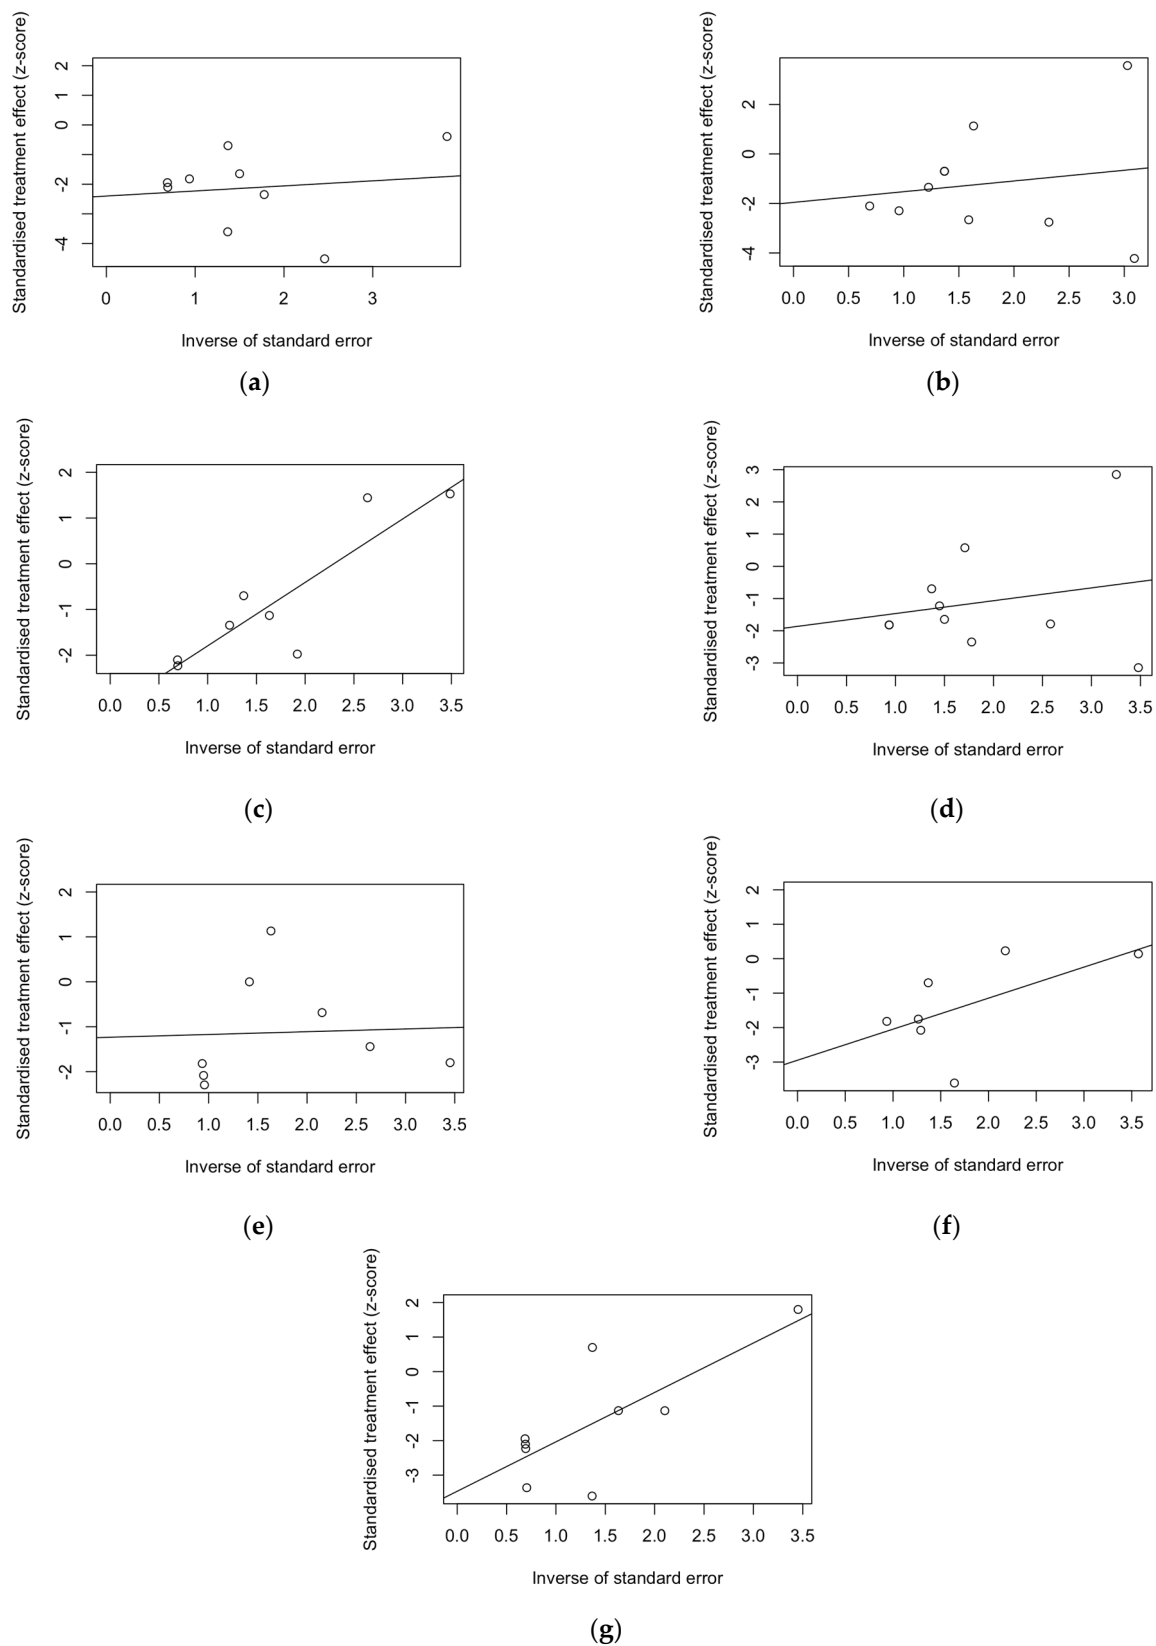 Standardised treatment effect (z-score)
2
1
0
-2
-4
0 1 2 3
Inverse of standard error
(a)
Standardised treatment effect (z-score)
2
0
-2
-4
0.0 0.5 1.0 1.5 2.0 2.5 3.0
Inverse of standard error
(b)
Standardised treatment effect (z-score)
2
1
0
-1
-2
0.0 0.5 1.0 1.5 2.0 2.5 3.0 3.5
Inverse of standard error
(c)
Standardised treatment effect (z-score)
3
2
1
0
-1
-2
-3
0.0 0.5 1.0 1.5 2.0 2.5 3.0 3.5
Inverse of standard error
(d)
Standardised treatment effect (z-score)
2
1
0
-1
-2
0.0 0.5 1.0 1.5 2.0 2.5 3.0 3.5
Inverse of standard error
(e)
Standardised treatment effect (z-score)
2
1
0
-1
-2
-3
0.0 0.5 1.0 1.5 2.0 2.5 3.0 3.5
Inverse of standard error
(f)
Standardised treatment effect (z-score)
2
1
0
-1
-2
-3
0.0 0.5 1.0 1.5 2.0 2.5 3.0 3.5
Inverse of standard error
(g)